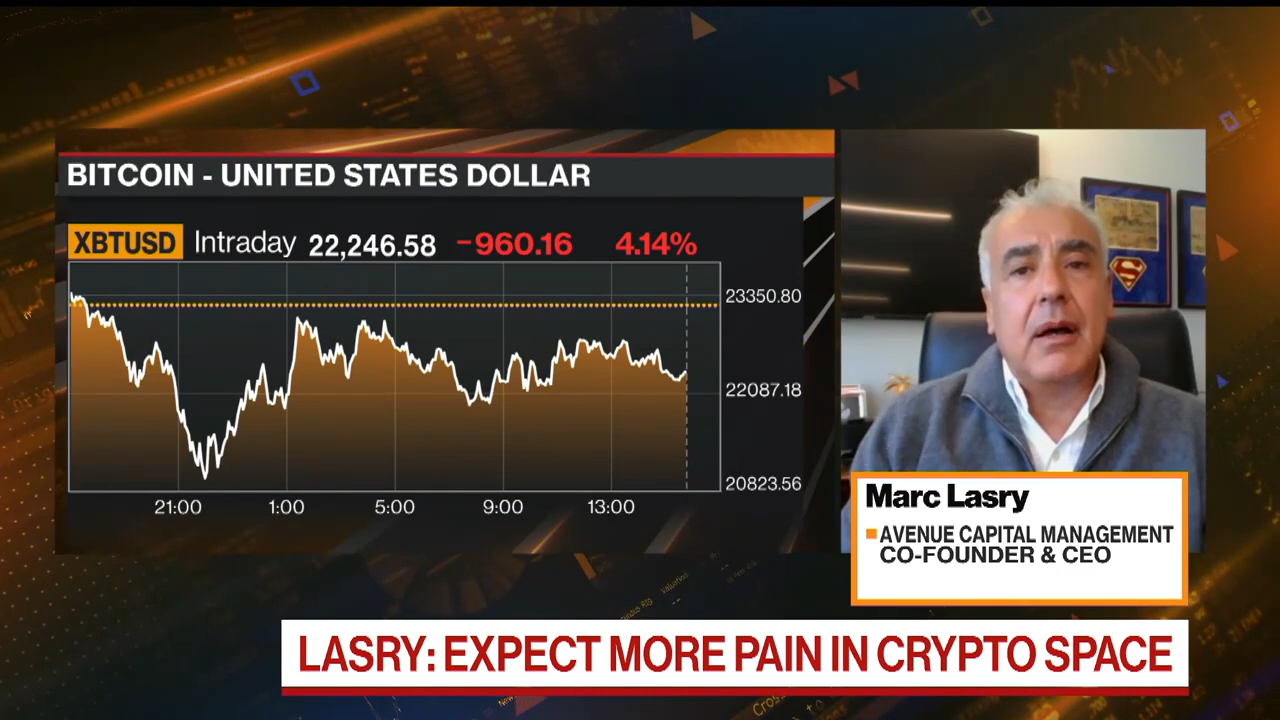 BITCOIN - UNITED STATES DOLLAR
XBTUSD Intraday 22,246.58 -960.16 4.14%
23350.80
22087.18
20823.56
21:00 1:00 5:00 9:00 13:00
Marc Lasry
AVENUE CAPITAL MANAGEMENT
CO-FOUNDER & CEO
LASRY: EXPECT MORE PAIN IN CRYPTO SPACE